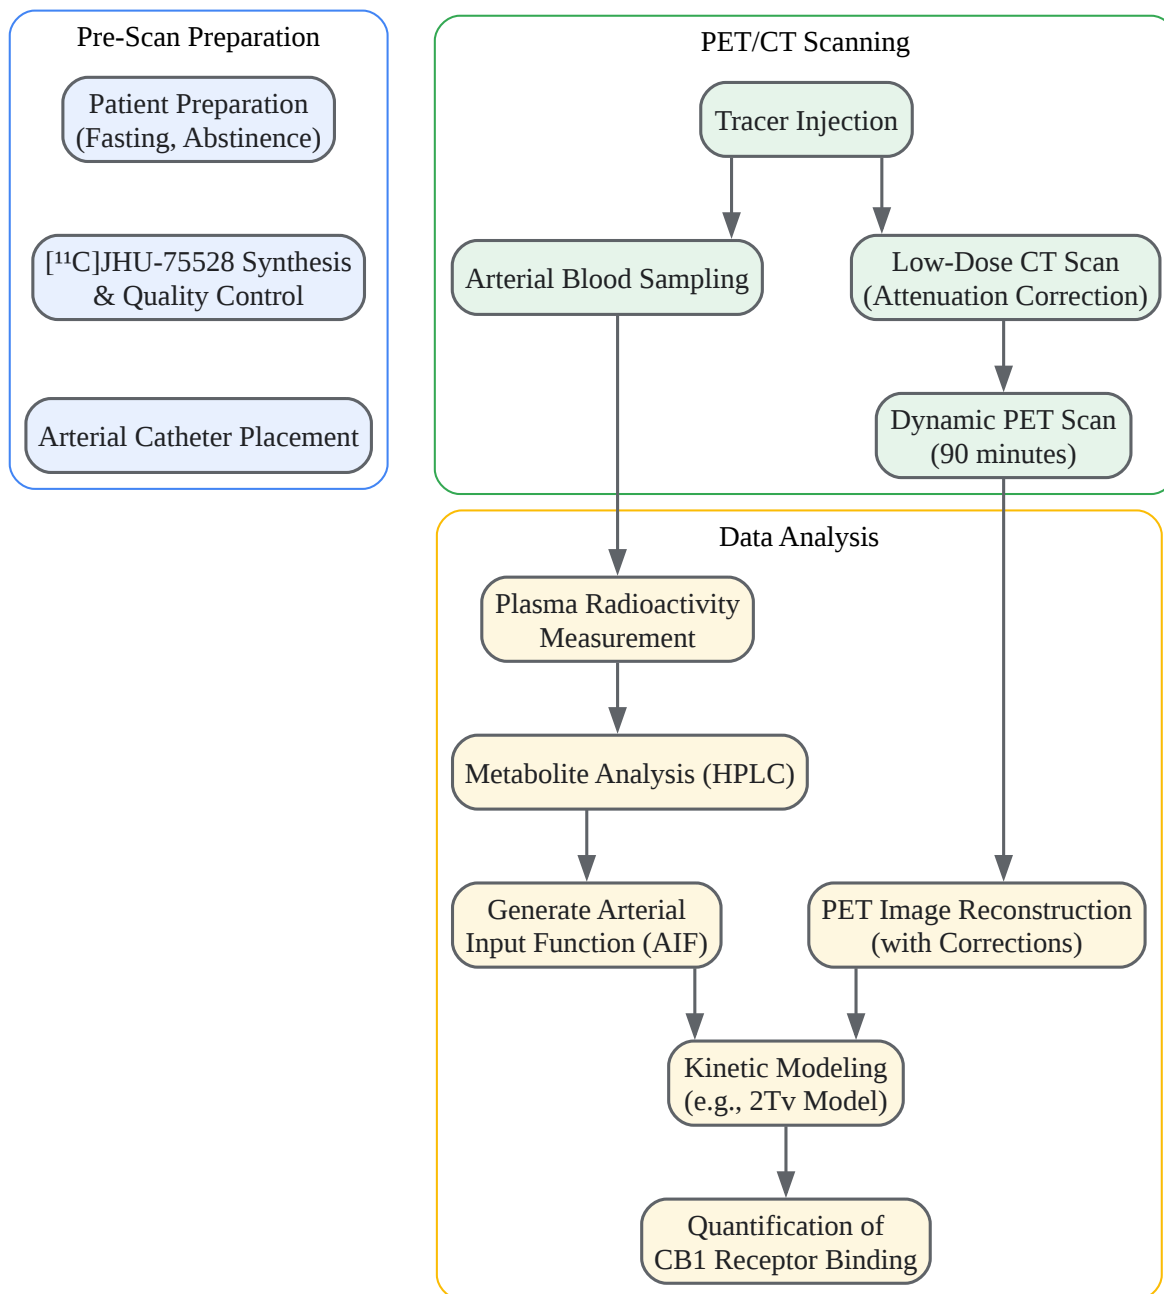 Pre-Scan Preparation
Patient Preparation
(Fasting, Abstinence)
[¹¹C]JHU-75528 Synthesis
& Quality Control
Arterial Catheter Placement
PET/CT Scanning
Tracer Injection
Arterial Blood Sampling
Low-Dose CT Scan
(Attenuation Correction)
Dynamic PET Scan
(90 minutes)
Data Analysis
Plasma Radioactivity
Measurement
Metabolite Analysis (HPLC)
Generate Arterial
Input Function (AIF)
PET Image Reconstruction
(with Corrections)
Kinetic Modeling
(e.g., 2Tv Model)
Quantification of
CB1 Receptor Binding